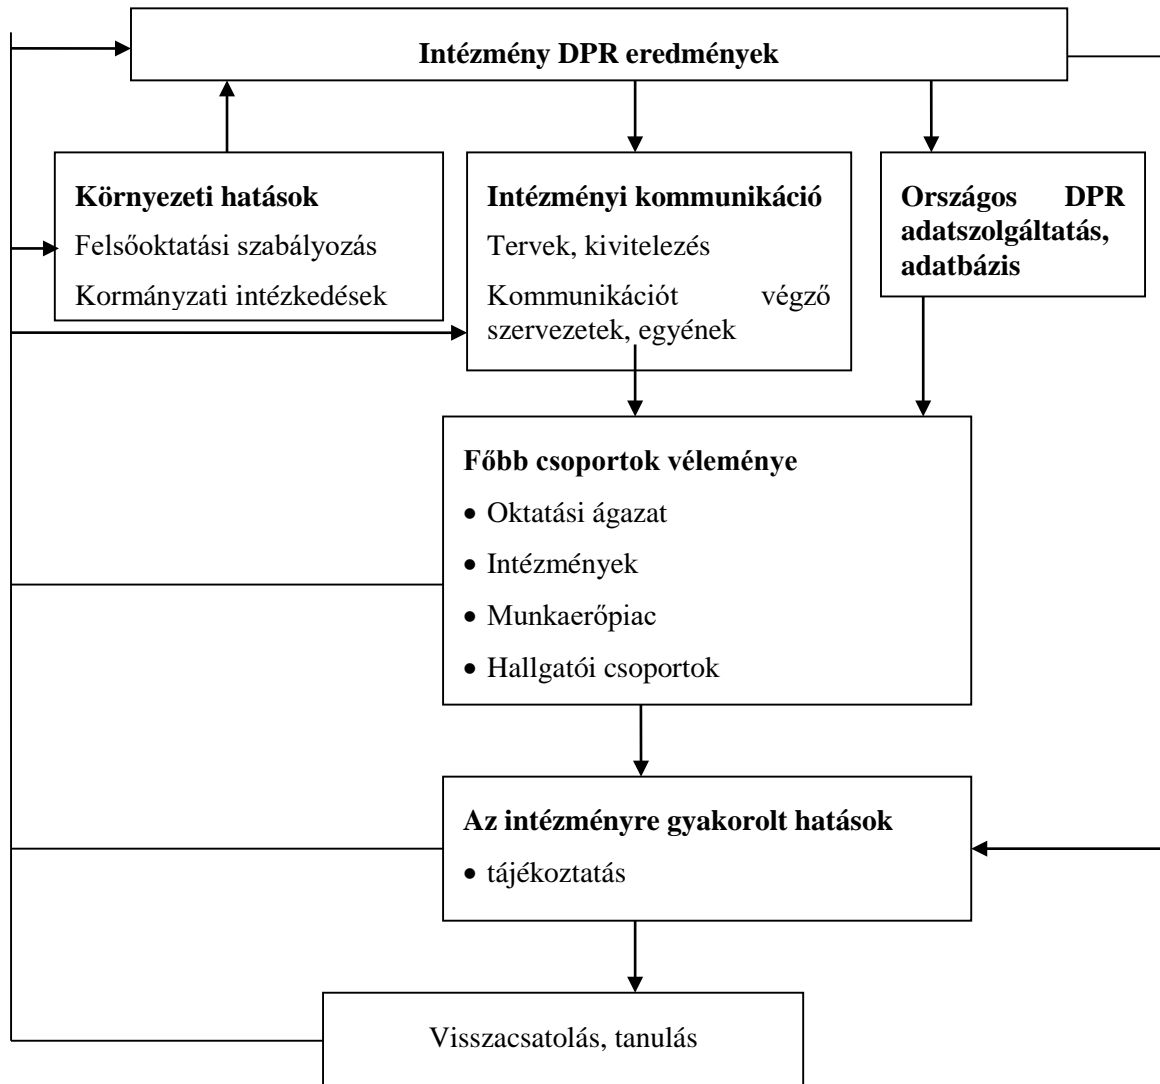 Intézmény DPR eredmények
Környezeti hatások
Felsőoktatási szabályozás
Kormányzati intézkedések
Intézményi kommunikáció
Tervek, kivitelezés
Kommunikációt végző
szervezetek, egyének
Országos DPR
adatszolgáltatás,
adatbázis
Főbb csoportok véleménye
• Oktatási ágazat
• Intézmények
• Munkaerőpiac
• Hallgatói csoportok
Az intézményre gyakorolt hatások
• tájékoztatás
Visszacsatolás, tanulás